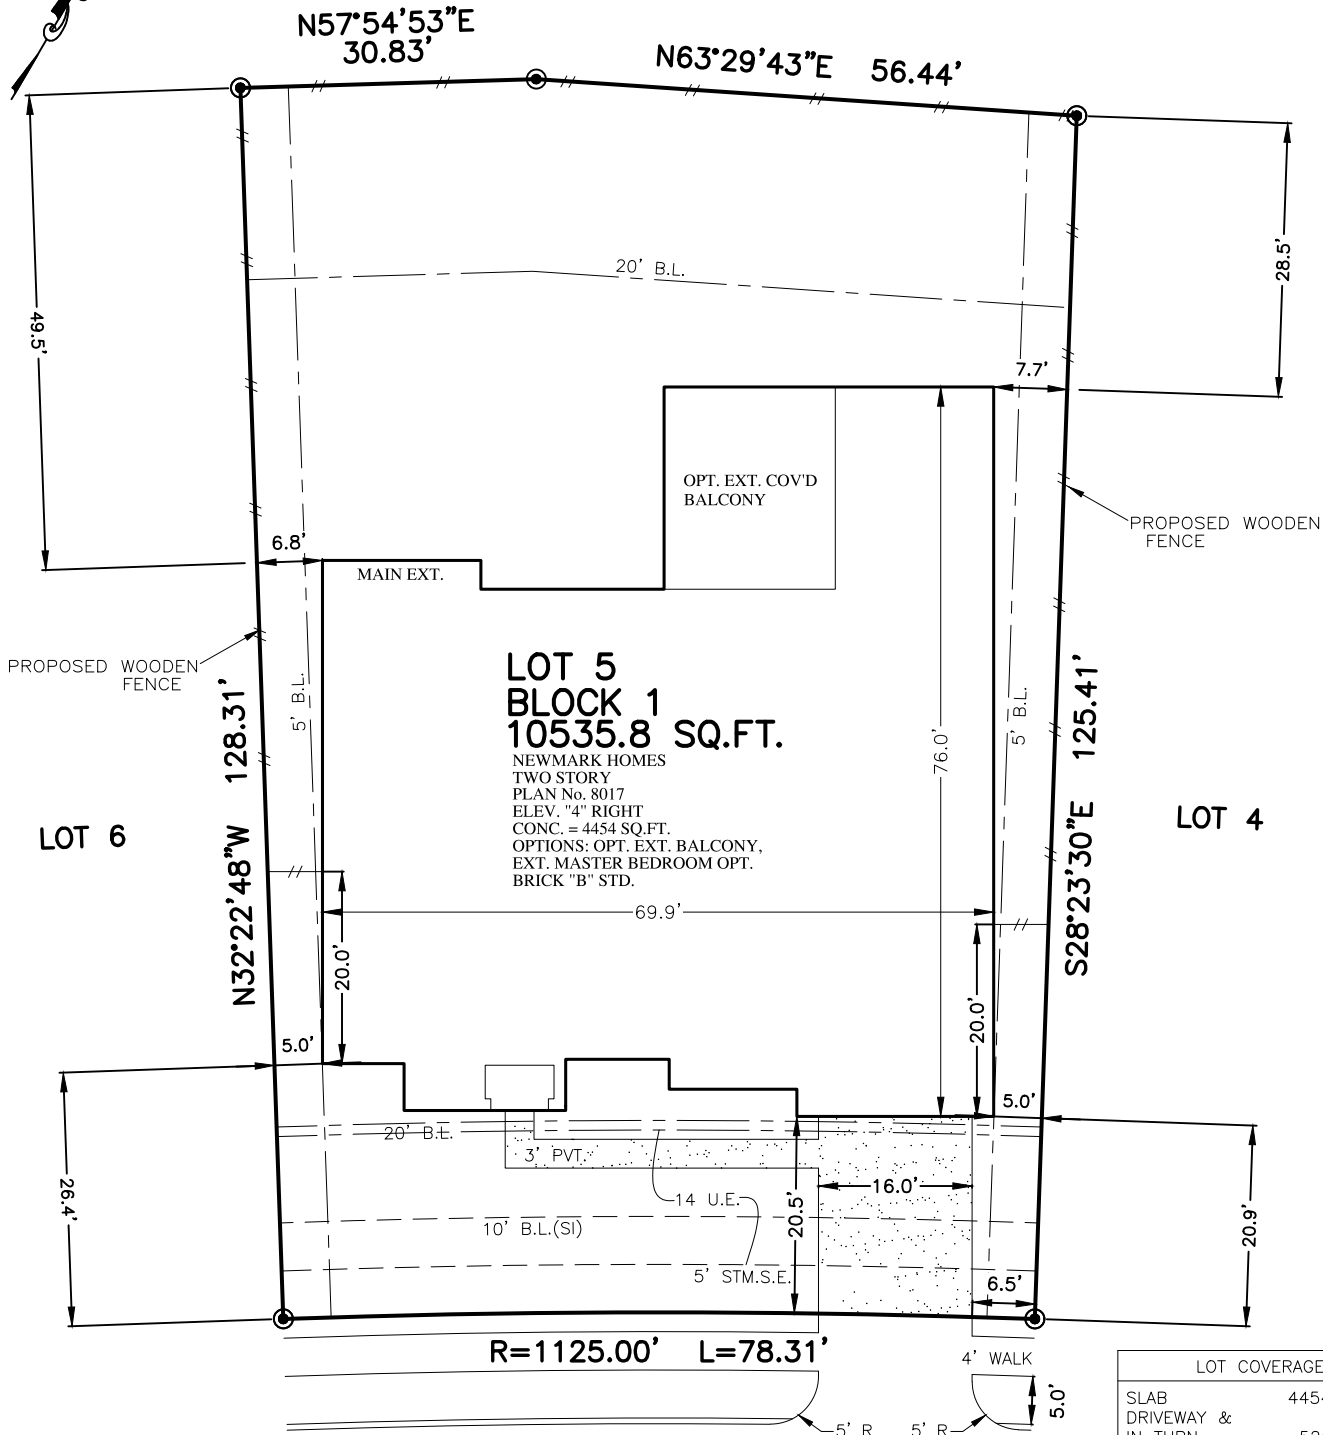 N57°54'53"E
30.83'
N63°29'43"E 56.44'
49.5'
28.5'
20' B.L.
7.7'
OPT. EXT. COV'D
BALCONY
PROPOSED WOODEN
FENCE
6.8'
MAIN EXT.
PROPOSED WOODEN
FENCE
LOT 5
BLOCK 1
10535.8 SQ.FT.
NEWMARK HOMES
TWO STORY
PLAN No. 8017
ELEV. "4" RIGHT
CONC. = 4454 SQ.FT.
OPTIONS: OPT. EXT. BALCONY,
EXT. MASTER BEDROOM OPT.
BRICK "B" STD.
5' B.L.
5' B.L.
76.0'
N32°22'48"W 128.31'
S28°23'30"E 125.41'
LOT 6
LOT 4
69.9'
20.0'
20.0'
5.0'
5.0'
20' B.L.
3' PVT.
26.4'
14 U.E.
16.0'
20.5'
20.9'
10' B.L.(SI)
5' STM.S.E.
6.5'
R=1125.00' L=78.31'
4' WALK
5.0'
5' R
5' R
LOT COVERAGE
SLAB 4454
DRIVEWAY &